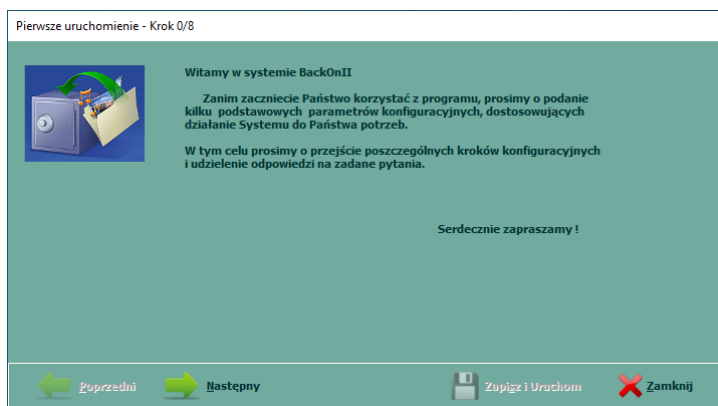 Pierwsze uruchomienie - Krok 0/8
Witamy w systemie BackOnII
Zanim zaczniecie Państwo korzystać z programu, prosimy o podanie
kilku podstawowych parametrów konfiguracyjnych, dostosowujących
działanie Systemu do Państwa potrzeb.
W tym celu prosimy o przejście poszczególnych kroków konfiguracyjnych
i udzielenie odpowiedzi na zadane pytania.
Serdecznie zapraszamy !
Poprzedni
Następny
Zapisz i Uruchom
Zamknij